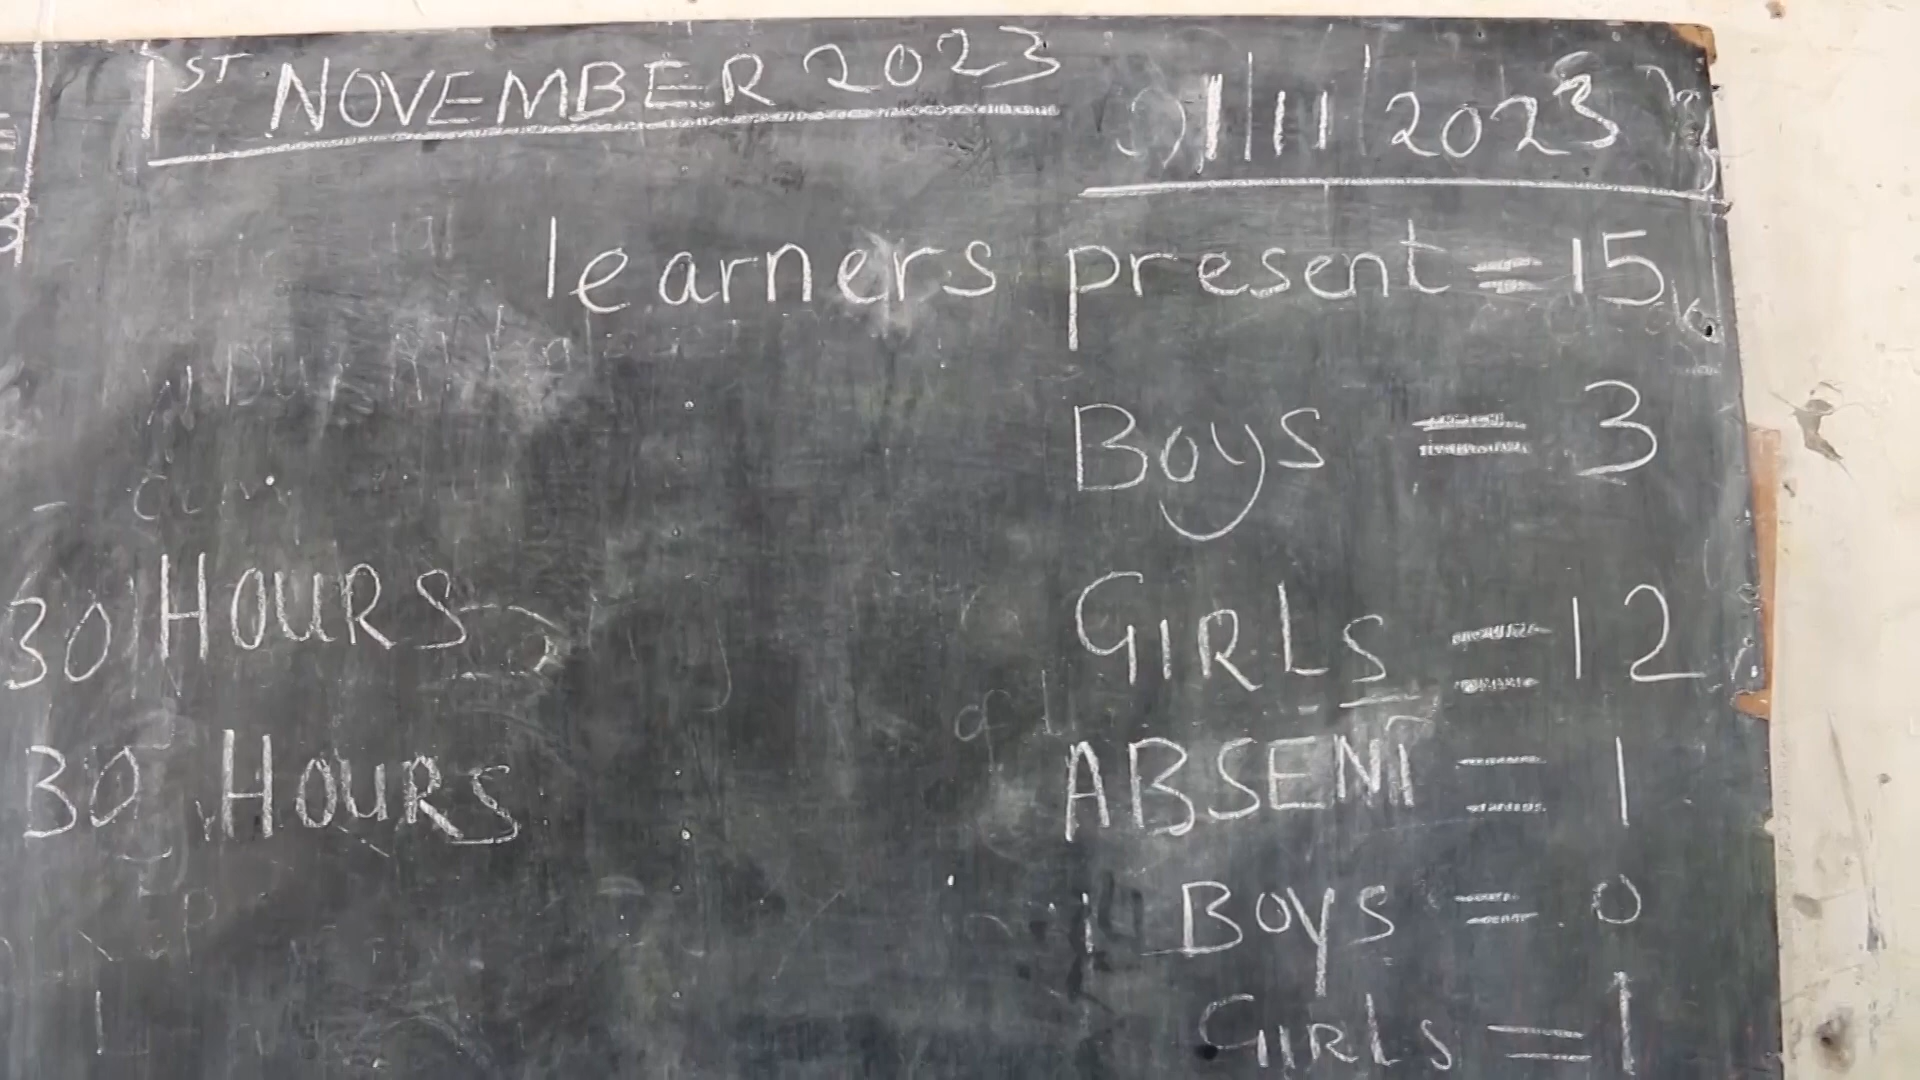 1ST NOVEMBER 2023
1/11/2023
learners present = 15
Boys = 3
GIRLS = 12
ABSENT = 1
Boys = 0
GIRLS = 1
30 HOURS
30 HOURS